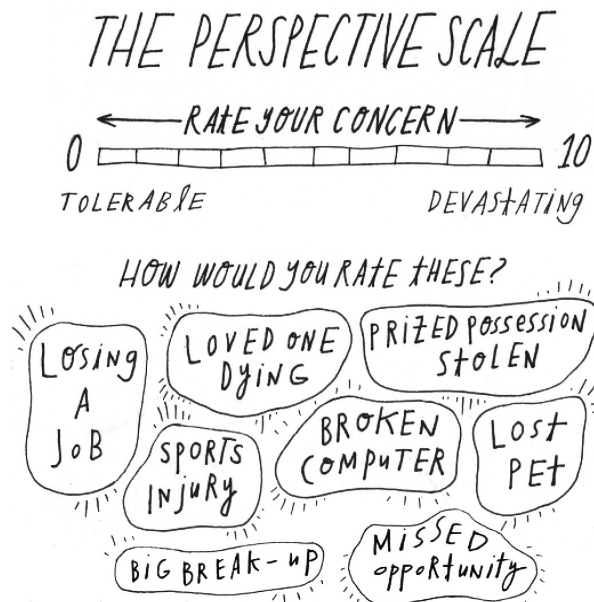 THE PERSPECTIVE SCALE
RATE YOUR CONCERN
0
10
TOLERABLE
DEVASTATING
HOW WOULD YOU RATE THESE?
LOSING
A
JOB
LOVED ONE
DYING
PRIZED POSSESSION
STOLEN
SPORTS
INJURY
BROKEN
COMPUTER
LOST
PET
BIG BREAK-UP
MISSED
OPPORTUNITY